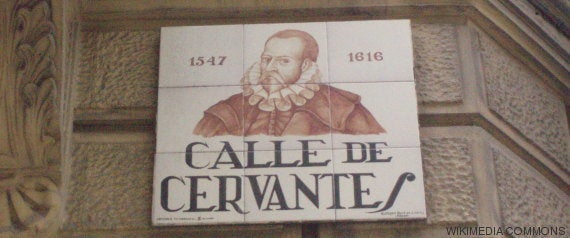 1547 1616
CALLE DE
CERVANTES
WIKIMEDIA COMMONS